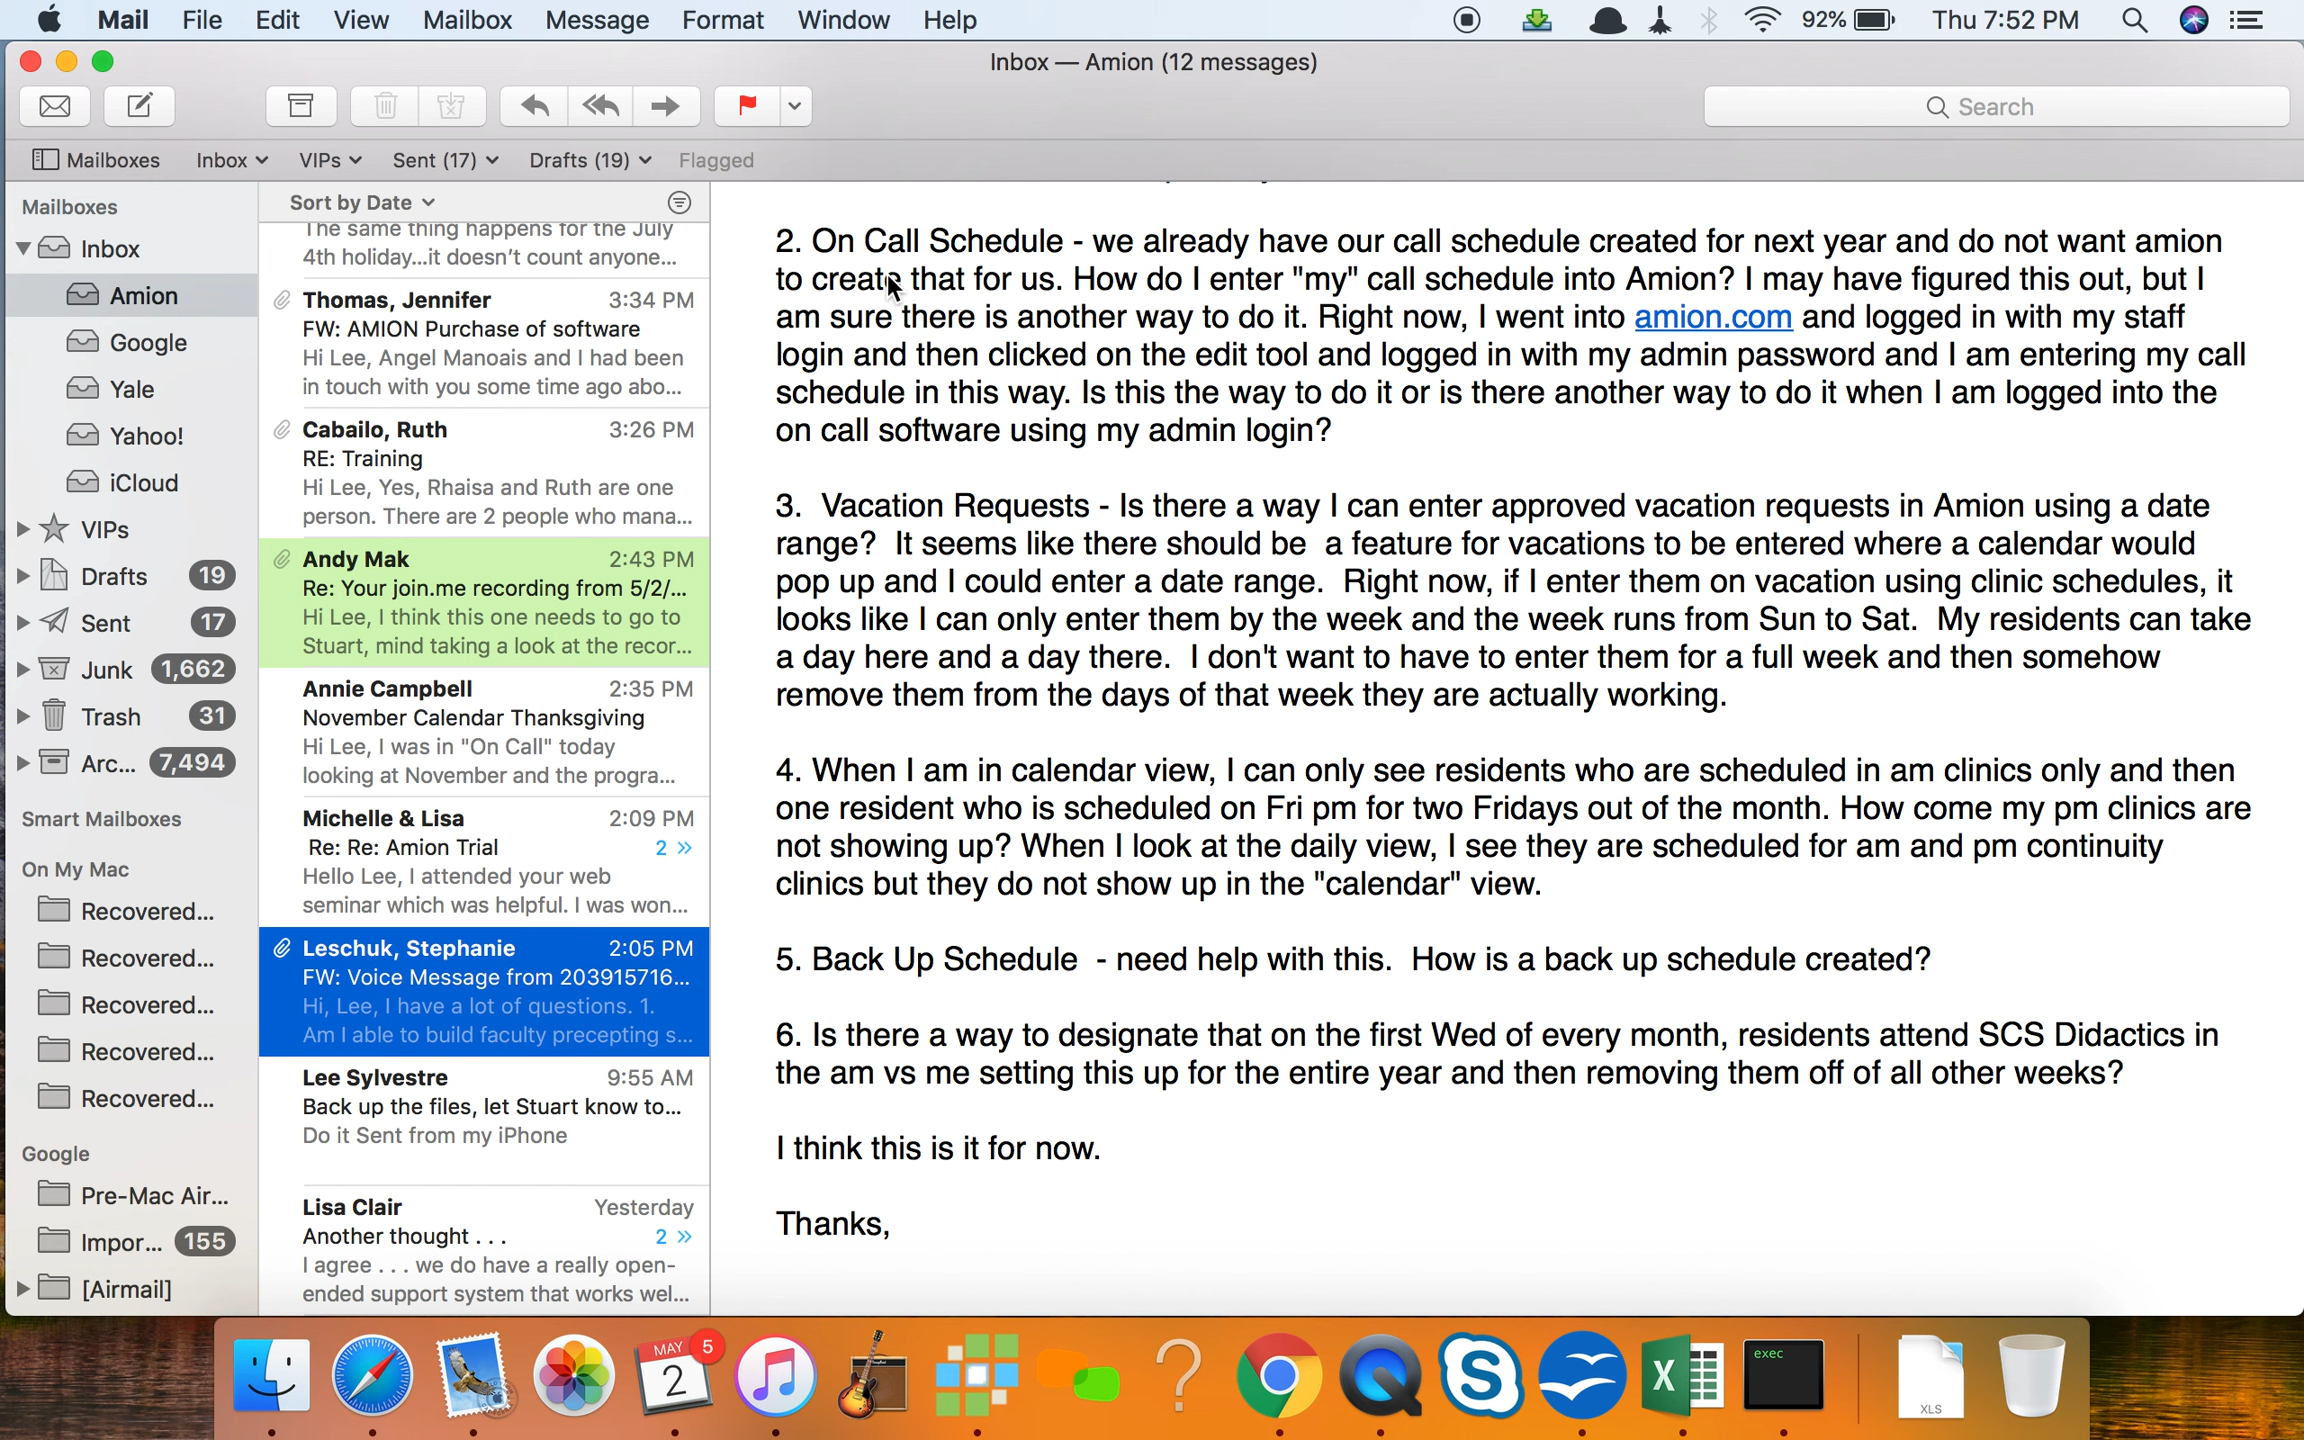 Mail File Edit View Mailbox Message Format Window Help 92% Thu 7:52 PM
Inbox — Amion (12 messages)
Search
Mailboxes Inbox VIPs Sent (17) Drafts (19) Flagged
Mailboxes
Inbox
Amion
Google
Yale
Yahoo!
iCloud
VIPs
Drafts 19
Sent 17
Junk 1,662
Trash 31
Arc... 7,494
Smart Mailboxes
On My Mac
Recovered...
Recovered...
Recovered...
Recovered...
Recovered...
Google
Pre-Mac Air...
Impor... 155
[Airmail]
Sort by Date
The same thing happens for the July
4th holiday...it doesn't count anyone...
Thomas, Jennifer 3:34 PM
FW: AMION Purchase of software
Hi Lee, Angel Manoais and I had been
in touch with you some time ago abo...
Cabailo, Ruth 3:26 PM
RE: Training
Hi Lee, Yes, Rhaisa and Ruth are one
person. There are 2 people who mana...
Andy Mak 2:43 PM
Re: Your join.me recording from 5/2/...
Hi Lee, I think this one needs to go to
Stuart, mind taking a look at the recor...
Annie Campbell 2:35 PM
November Calendar Thanksgiving
Hi Lee, I was in "On Call" today
looking at November and the progra...
Michelle & Lisa 2:09 PM
Re: Re: Amion Trial 2 »
Hello Lee, I attended your web
seminar which was helpful. I was won...
Leschuk, Stephanie 2:05 PM
FW: Voice Message from 203915716...
Hi, Lee, I have a lot of questions. 1.
Am I able to build faculty precepting s...
Lee Sylvestre 9:55 AM
Back up the files, let Stuart know to...
Do it Sent from my iPhone
Lisa Clair Yesterday
Another thought . . . 2 »
I agree . . . we do have a really open-
ended support system that works wel...
2. On Call Schedule - we already have our call schedule created for next year and do not want amion
to create that for us. How do I enter "my" call schedule into Amion? I may have figured this out, but I
am sure there is another way to do it. Right now, I went into amion.com and logged in with my staff
login and then clicked on the edit tool and logged in with my admin password and I am entering my call
schedule in this way. Is this the way to do it or is there another way to do it when I am logged into the
on call software using my admin login?
3. Vacation Requests - Is there a way I can enter approved vacation requests in Amion using a date
range? It seems like there should be a feature for vacations to be entered where a calendar would
pop up and I could enter a date range. Right now, if I enter them on vacation using clinic schedules, it
looks like I can only enter them by the week and the week runs from Sun to Sat. My residents can take
a day here and a day there. I don't want to have to enter them for a full week and then somehow
remove them from the days of that week they are actually working.
4. When I am in calendar view, I can only see residents who are scheduled in am clinics only and then
one resident who is scheduled on Fri pm for two Fridays out of the month. How come my pm clinics are
not showing up? When I look at the daily view, I see they are scheduled for am and pm continuity
clinics but they do not show up in the "calendar" view.
5. Back Up Schedule - need help with this. How is a back up schedule created?
6. Is there a way to designate that on the first Wed of every month, residents attend SCS Didactics in
the am vs me setting this up for the entire year and then removing them off of all other weeks?
I think this is it for now.
Thanks,
MAY 5
2
exec
XLS